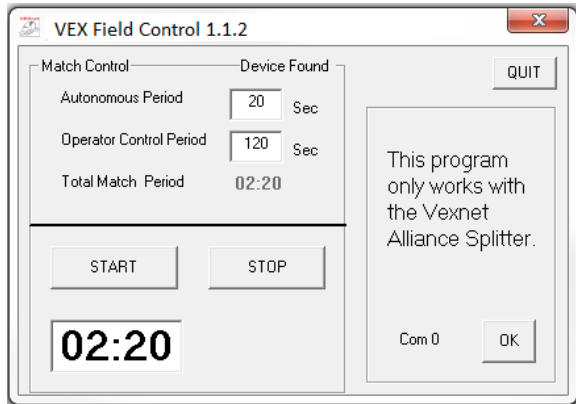 VEX Field Control 1.1.2
Match Control Device Found
Autonomous Period 20 Sec
Operator Control Period 120 Sec
Total Match Period 02:20
START STOP
02:20
QUIT
This program
only works with
the Vexnet
Alliance Splitter.
Com 0 OK